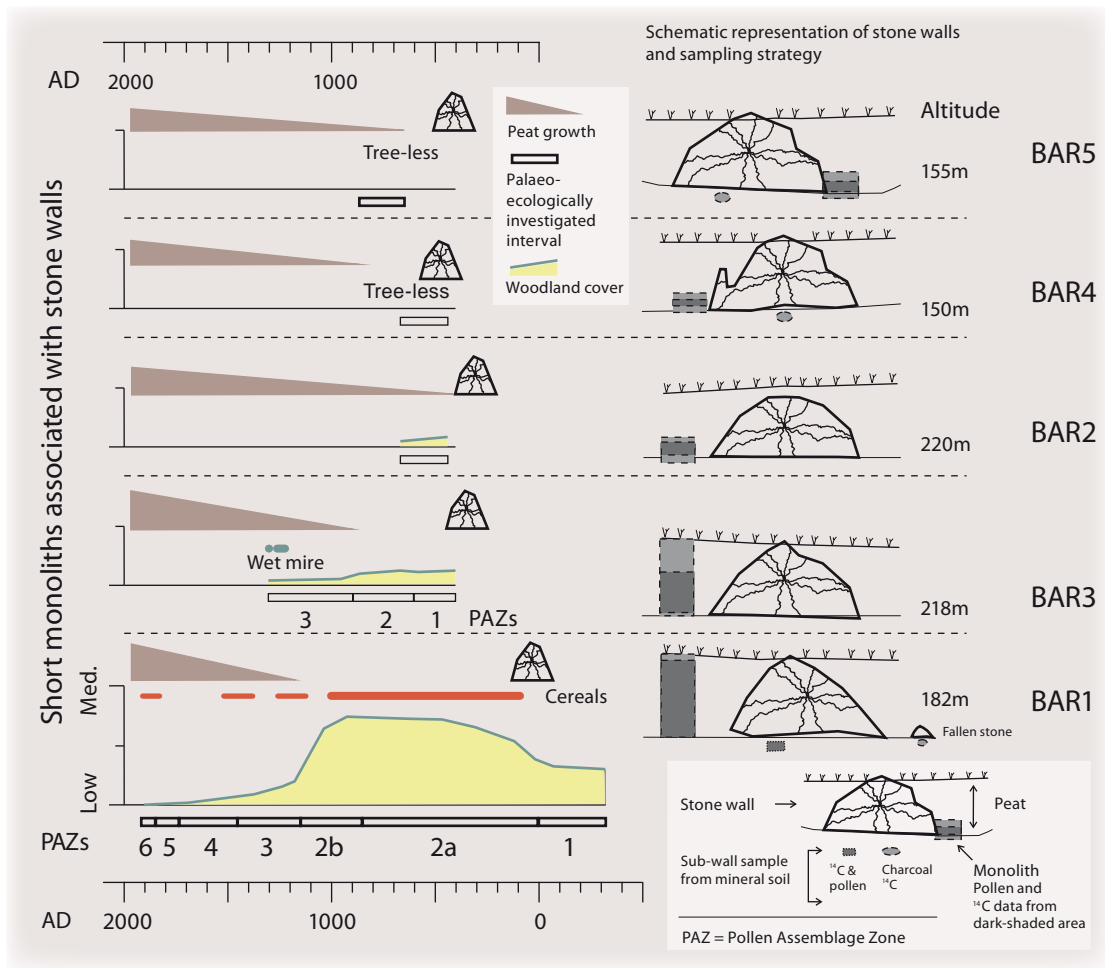 Schematic representation of stone walls
and sampling strategy
AD
2000
1000
Altitude
Short monoliths associated with stone walls
Peat growth
Palaeo-
ecologically
investigated
interval
Woodland cover
Tree-less
155m
BAR5
Tree-less
150m
BAR4
220m
BAR2
Wet mire
3
2
1
PAZs
218m
BAR3
Med.
Low
Cereals
182m
BAR1
Fallen stone
PAZs
6
5
4
3
2b
2a
1
AD
2000
1000
0
Stone wall
Peat
Sub-wall sample
from mineral soil
14C &
pollen
Charcoal
14C
Monolith
Pollen and
14C data from
dark-shaded area
PAZ = Pollen Assemblage Zone